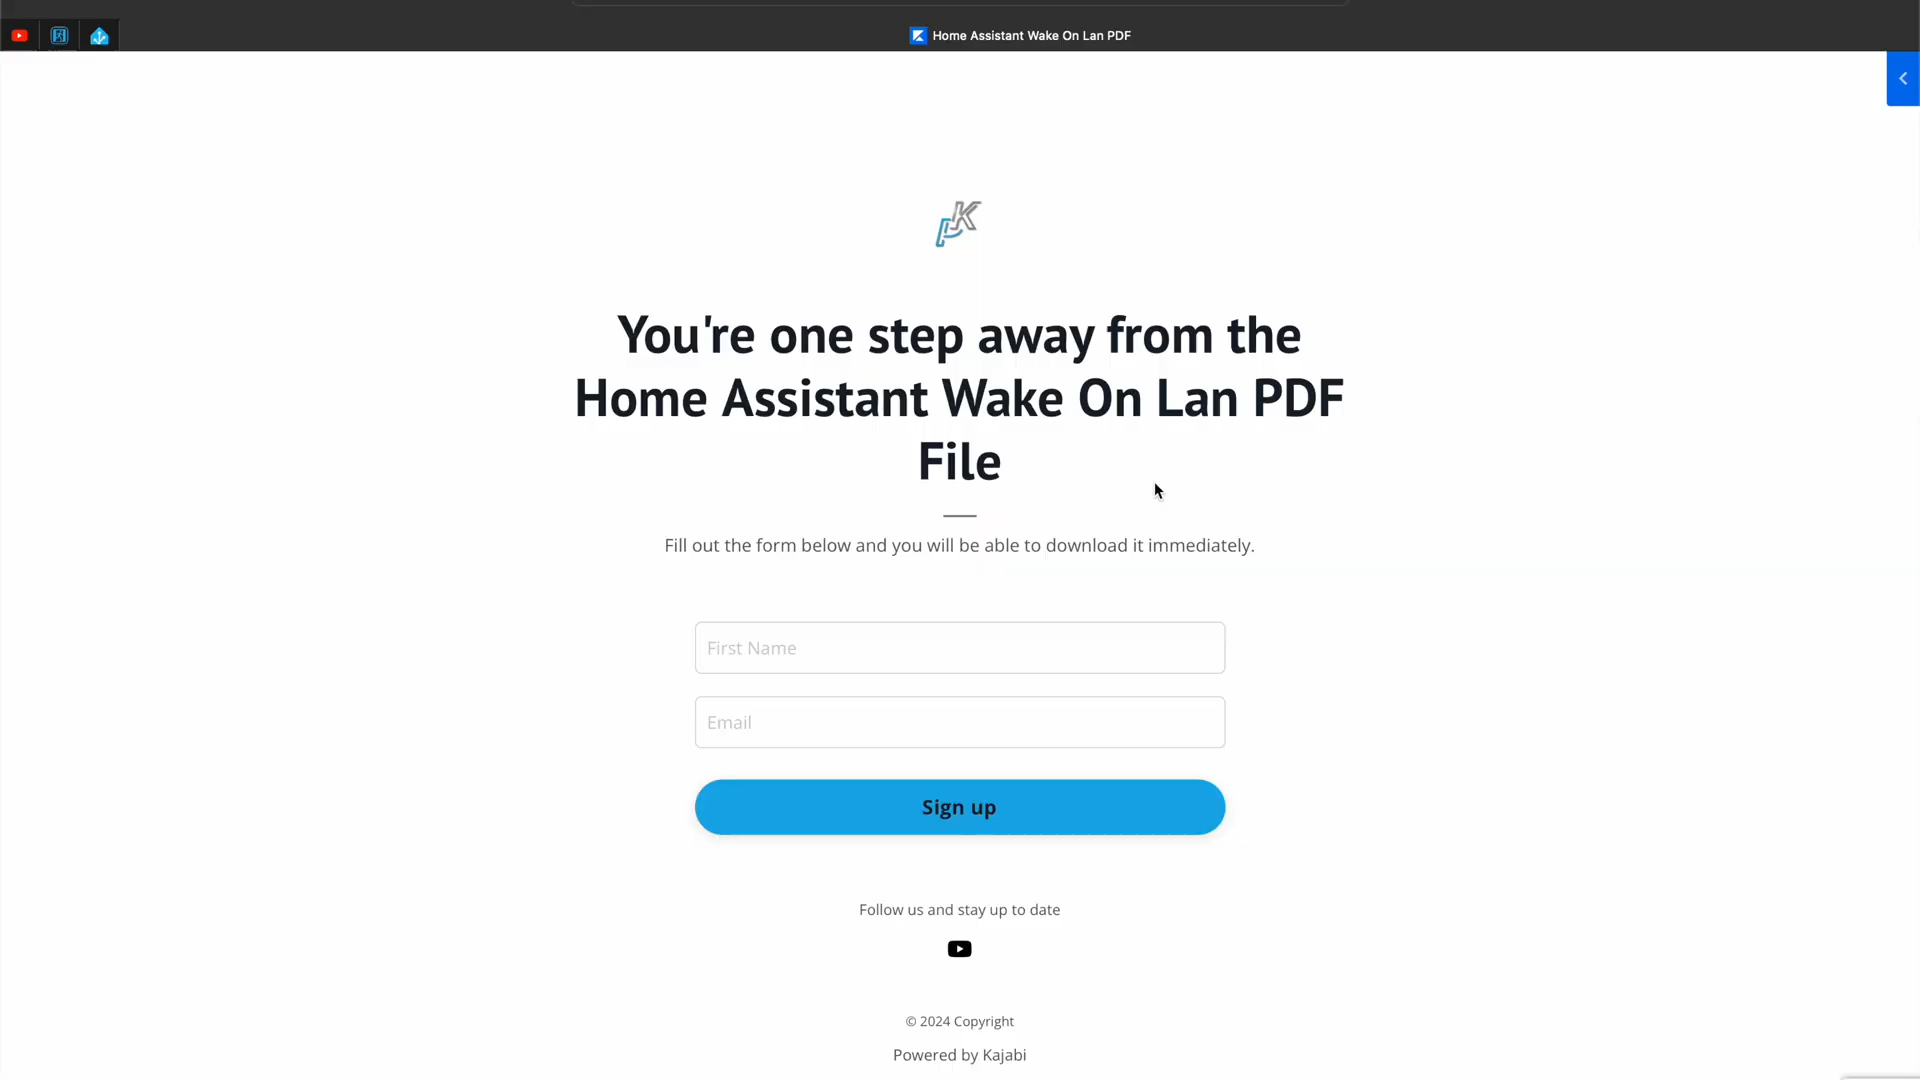 Home Assistant Wake On Lan PDF
You're one step away from the
Home Assistant Wake On Lan PDF
File
Fill out the form below and you will be able to download it immediately.
First Name
Email
Sign up
Follow us and stay up to date
© 2024 Copyright
Powered by Kajabi